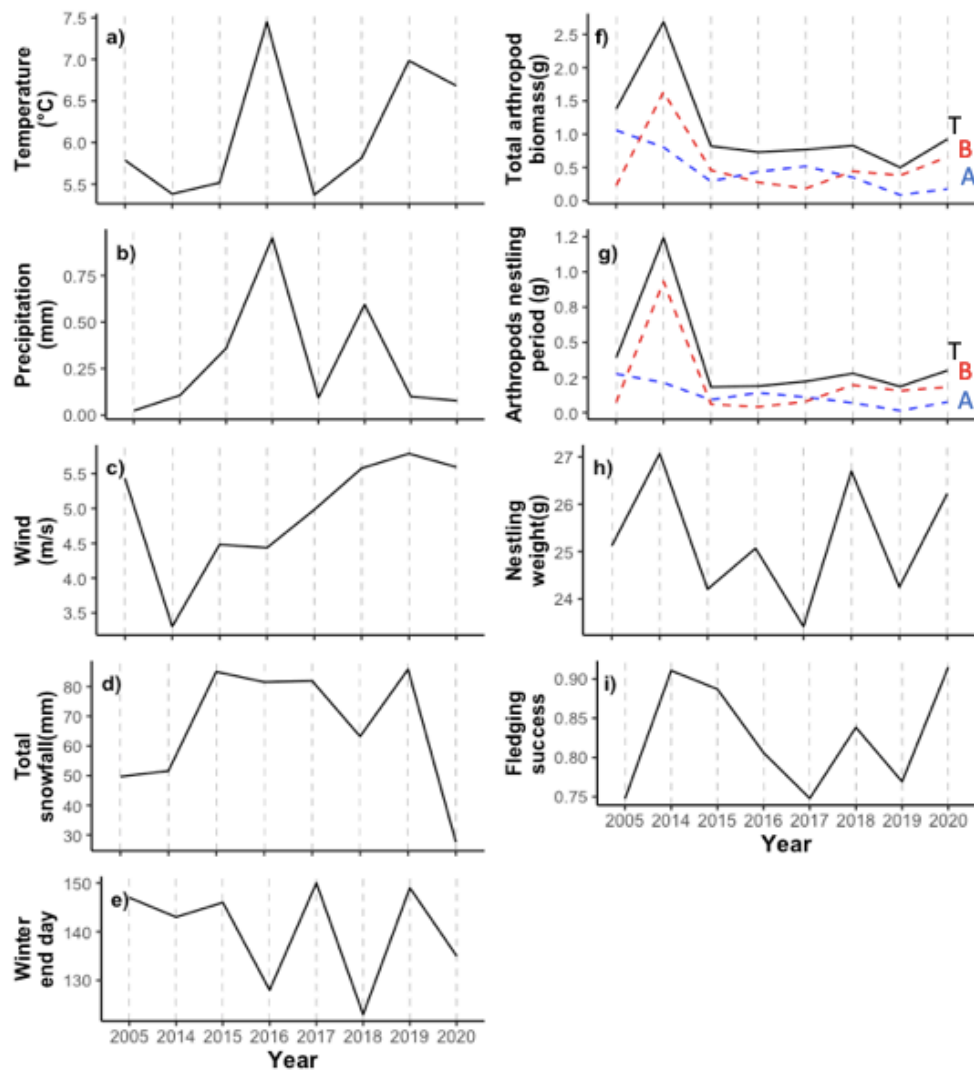 a)
Temperature
(°C)
7.5
7.0
6.5
6.0
5.5
b)
Precipitation
(mm)
0.75
0.50
0.25
0.00
c)
Wind
(m/s)
5.5
5.0
4.5
4.0
3.5
d)
Total
snowfall(mm)
80
70
60
50
40
30
e)
Winter
end day
150
140
130
2005 2014 2015 2016 2017 2018 2019 2020
Year
f)
Total arthropod
biomass(g)
2.5
2.0
1.5
1.0
0.5
0.0
T
B
A
g)
Arthropods nestling
period (g)
1.2
1.0
0.8
0.5
0.2
0.0
T
B
A
h)
Nestling
weight(g)
27
26
25
24
i)
Fledging
success
0.90
0.85
0.80
0.75
2005 2014 2015 2016 2017 2018 2019 2020
Year